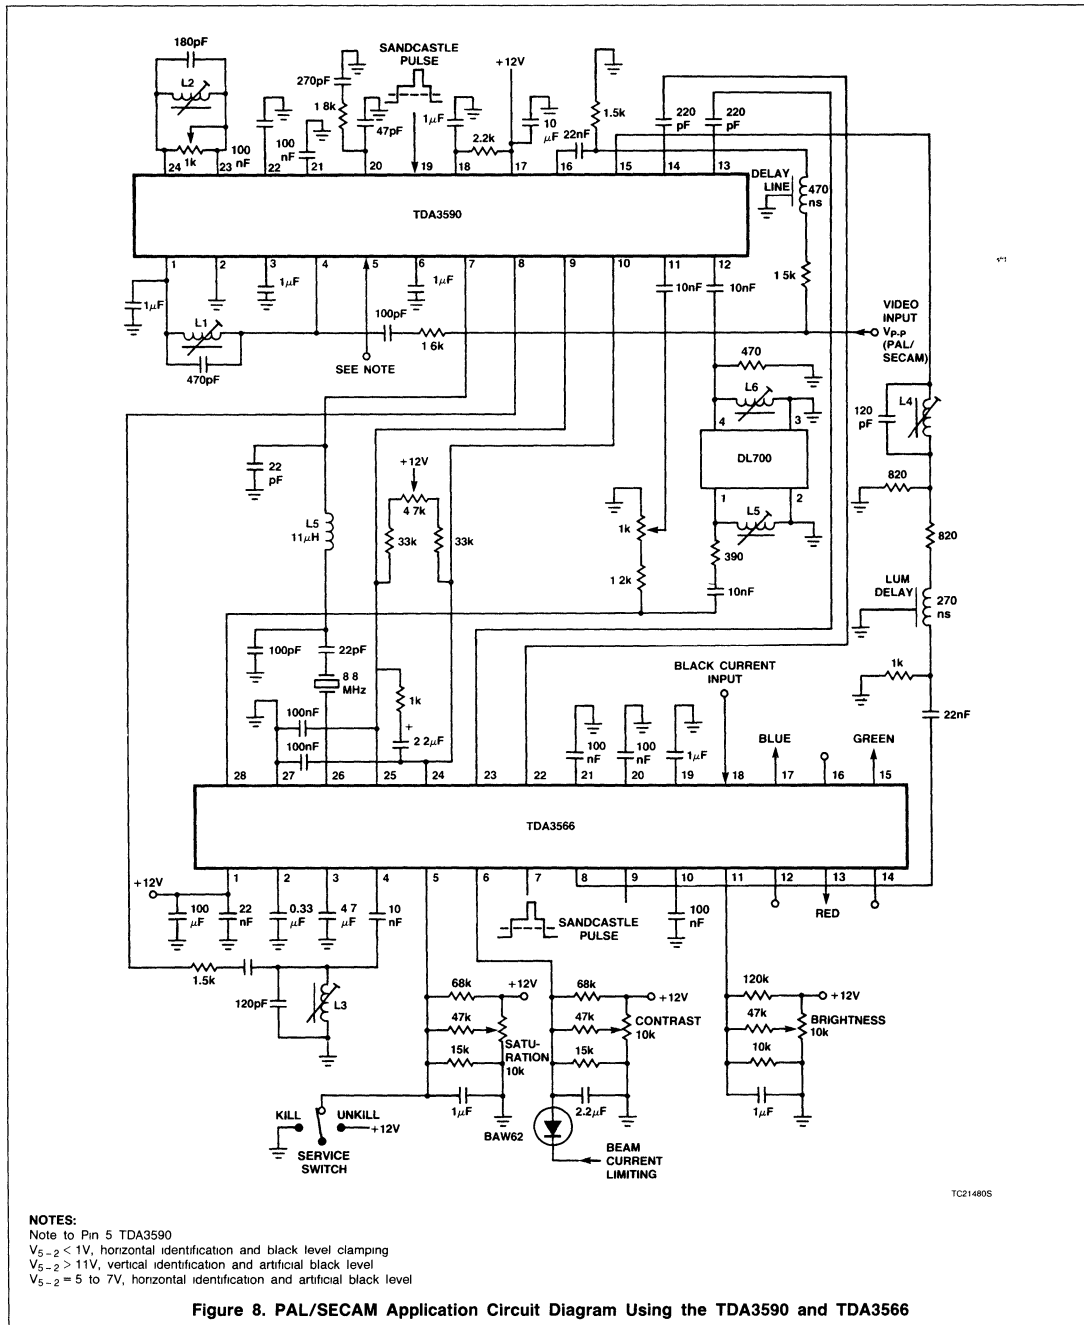 180pF
L2
1k
24
23
100
nF
22
100
nF
21
270pF
1 8k
47pF
20
SANDCASTLE
PULSE
19
1μF
18
2.2k
+12V
17
10
μF
22nF
16
1.5k
15
220
pF
14
220
pF
13
DELAY
LINE
470
ns
TDA3590
1
2
3
4
5
6
7
8
9
10
11
12
1μF
1μF
1μF
10nF
10nF
1 5k
L1
470pF
100pF
1 6k
SEE NOTE
VIDEO
INPUT
VP-P
(PAL/
SECAM)
470
L6
4
3
DL700
1
2
L5
390
10nF
120
pF
L4
820
820
LUM
DELAY
270
ns
1k
22nF
22
pF
L5
11μH
+12V
4 7k
33k
33k
1k
1 2k
100pF
22pF
8 8
MHz
1k
+
2 2μF
100nF
100nF
BLACK CURRENT
INPUT
100
nF
100
nF
1μF
BLUE
GREEN
28
27
26
25
24
23
22
21
20
19
18
17
16
15
TDA3566
1
2
3
4
5
6
7
8
9
10
11
12
13
14
+12V
100
μF
22
nF
0.33
μF
4 7
μF
10
nF
SANDCASTLE
PULSE
100
nF
RED
1.5k
120pF
L3
68k
+12V
47k
SATU-
RATION
10k
15k
1μF
68k
+12V
47k
CONTRAST
10k
15k
2.2μF
120k
+12V
47k
BRIGHTNESS
10k
10k
1μF
KILL
UNKILL
+12V
SERVICE
SWITCH
BAW62
BEAM
CURRENT
LIMITING
TC21480S
NOTES:
Note to Pin 5 TDA3590
V5-2 < 1V, horizontal identification and black level clamping
V5-2 > 11V, vertical identification and artificial black level
V5-2 = 5 to 7V, horizontal identification and artificial black level
Figure 8. PAL/SECAM Application Circuit Diagram Using the TDA3590 and TDA3566